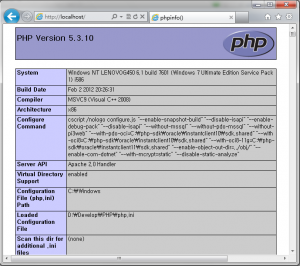 http://localhost/
phpinfo()
PHP Version 5.3.10
php
System Windows NT LENOVOG450 6.1 build 7601 (Windows 7 Ultimate Edition Service Pack
1) i586
Build Date Feb 2 2012 20:26:31
Compiler MSVC9 (Visual C++ 2008)
Architecture x86
Configure cscript /nologo configure.js "--enable-snapshot-build" "--disable-isapi" "--enable-
Command debug-pack" "--disable-isapi" "--without-mssql" "--without-pdo-mssql" "--without-
pi3web" "--with-pdo-oci=C:₩php-
sdk₩oracle₩instantclient10₩sdk,shared" "--with-
oci8=C:₩php-sdk₩oracle₩instantclient10₩sdk,shared" "--with-oci8-11g=C:₩php-
sdk₩oracle₩instantclient11₩sdk,shared" "--enable-object-out-dir=../obj/" "--
enable-com-dotnet" "--with-mcrypt=static" "--disable-static-analyze"
Server API Apache 2.0 Handler
Virtual Directory enabled
Support
Configuration C:₩Windows
File (php.ini)
Path
Loaded D:₩Develop₩PHP₩php.ini
Configuration File
Scan this dir for (none)
additional .ini
files